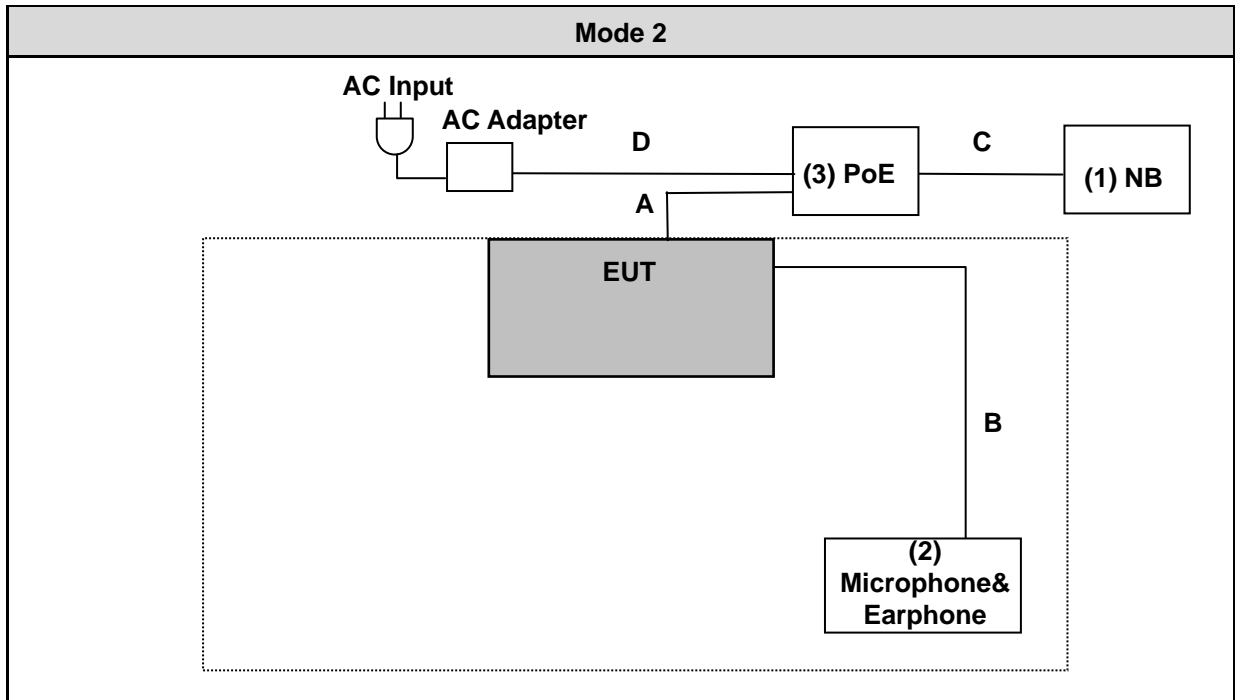 Mode 2
AC Input
AC Adapter
D
C
(3) PoE
(1) NB
A
EUT
B
(2)
Microphone&
Earphone